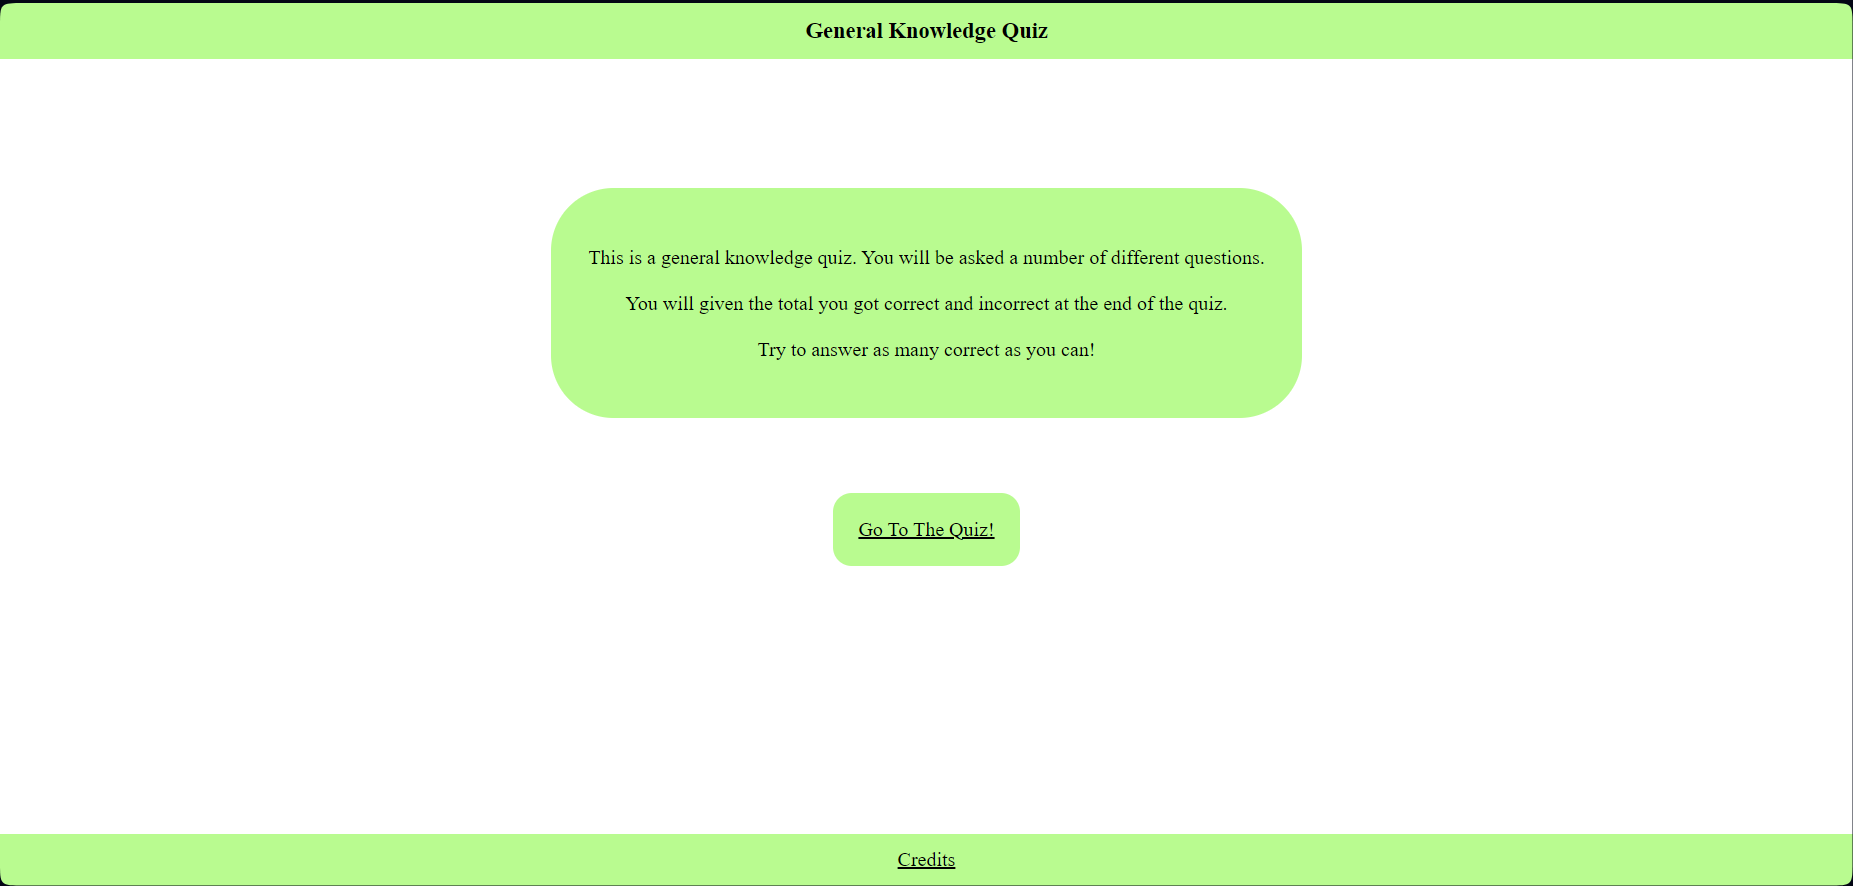 General Knowledge Quiz
This is a general knowledge quiz. You will be asked a number of different questions.
You will given the total you got correct and incorrect at the end of the quiz.
Try to answer as many correct as you can!
Go To The Quiz!
Credits